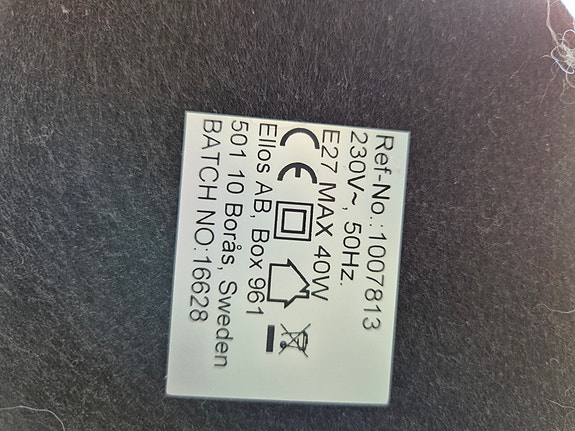 Ref-No.:1007813
230V~, 50Hz.
E27 MAX 40W
CE
Ellos AB, Box 961
501 10 Borås, Sweden
BATCH NO:16628